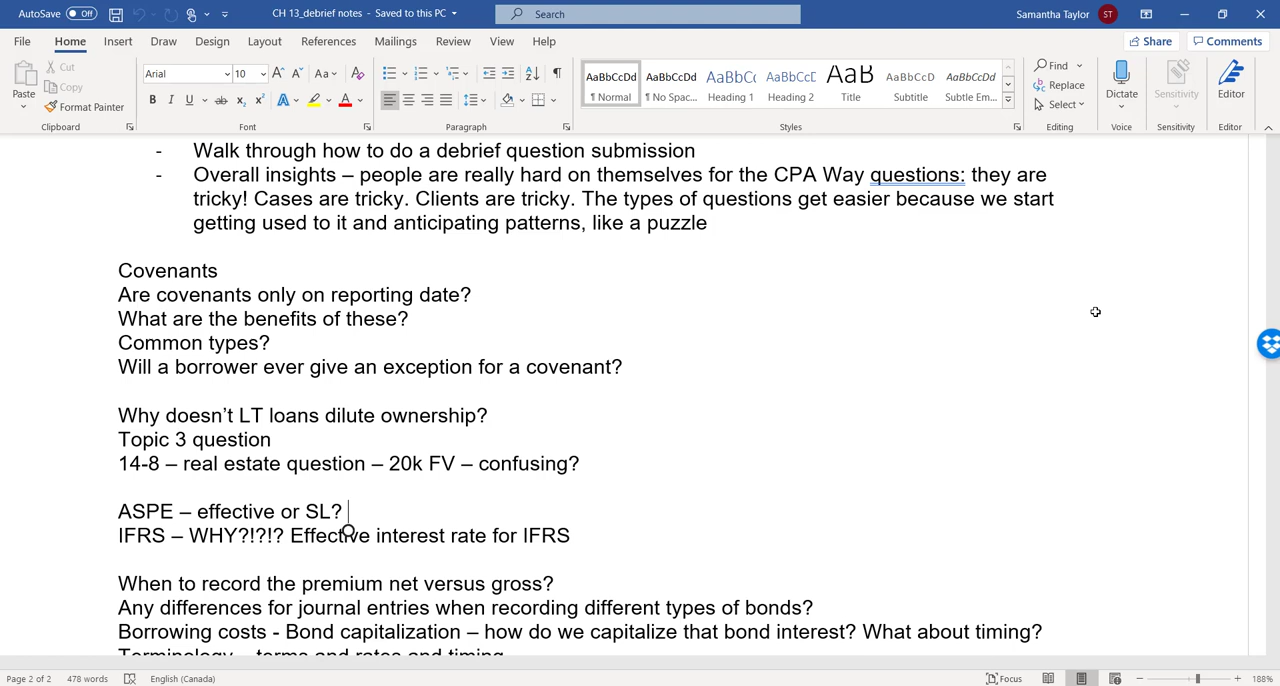 AutoSave Off CH 13_debrief notes - Saved to this PC Search Samantha Taylor ST
File Home Insert Draw Design Layout References Mailings Review View Help Share Comments
Paste Cut Copy Format Painter Clipboard
Arial 10 Aa B I U ab x₂ x² A A Font
Paragraph
AaBbCcDd AaBbCcDd AaBbCc AaBbCcC AaB AaBbCcD AaBbCcDd
¶ Normal ¶ No Spac... Heading 1 Heading 2 Title Subtitle Subtle Em...
Styles
Find Replace Select Editing
Dictate Voice
Sensitivity Sensitivity
Editor Editor
- Walk through how to do a debrief question submission
- Overall insights – people are really hard on themselves for the CPA Way questions: they are
tricky! Cases are tricky. Clients are tricky. The types of questions get easier because we start
getting used to it and anticipating patterns, like a puzzle
Covenants
Are covenants only on reporting date?
What are the benefits of these?
Common types?
Will a borrower ever give an exception for a covenant?
Why doesn’t LT loans dilute ownership?
Topic 3 question
14-8 – real estate question – 20k FV – confusing?
ASPE – effective or SL?
IFRS – WHY?!?!? Effective interest rate for IFRS
When to record the premium net versus gross?
Any differences for journal entries when recording different types of bonds?
Borrowing costs - Bond capitalization – how do we capitalize that bond interest? What about timing?
Terminology – terms and rates and timing
Page 2 of 2 478 words English (Canada) Focus 188%